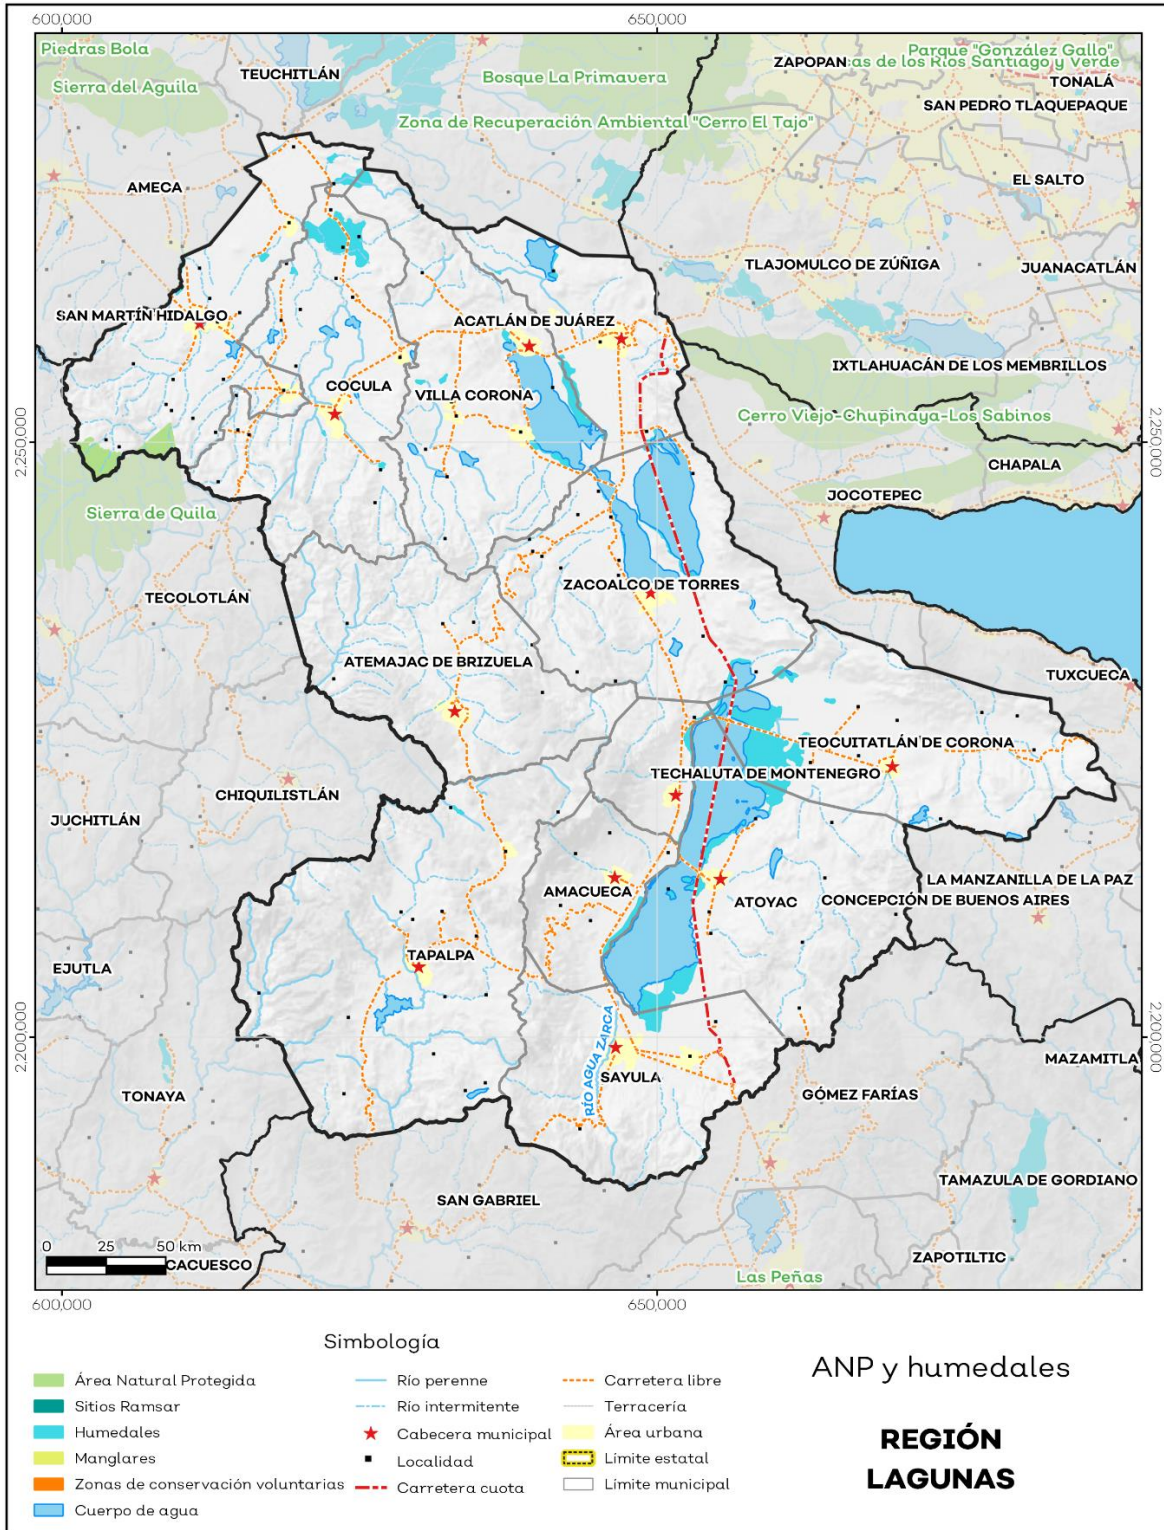 600,000
650,000
Piedras Bola
Sierra del Aguila
TEUCHITLÁN
Bosque La Primavera
Parque "González Gallo"
ZAPOPAN
cas de los Ríos Santiago y Verde
TONALÁ
SAN PEDRO TLAQUEPAQUE
Zona de Recuperación Ambiental "Cerro El Tajo"
AMECA
EL SALTO
TLAJOMULCO DE ZÚÑIGA
JUANACATLÁN
SAN MARTÍN HIDALGO
ACATLÁN DE JUÁREZ
IXTLAHUACÁN DE LOS MEMBRILLOS
COCULA
VILLA CORONA
Cerro Viejo-Chupinaya-Los Sabinos
2,250,000
2,250,000
CHAPALA
JOCOTEPEC
Sierra de Quila
TECOLOTLÁN
ZACOALCO DE TORRES
ATEMAJAC DE BRIZUELA
TUXCUECA
TEOCUITATLÁN DE CORONA
TECHALUTA DE MONTENEGRO
CHIQUILISTLÁN
JUCHITLÁN
LA MANZANILLA DE LA PAZ
AMACUECA
ATOYAC
CONCEPCIÓN DE BUENOS AIRES
TAPALPA
EJUTLA
RÍO AGUA ZARCA
2,200,000
2,200,000
MAZAMITLA
SAYULA
TONAYA
GÓMEZ FARÍAS
SAN GABRIEL
TAMAZULA DE GORDIANO
0 25 50 km
CACUESCO
ZAPOTILTIC
Las Peñas
600,000
650,000
Simbología
Área Natural Protegida
Sitios Ramsar
Humedales
Manglares
Zonas de conservación voluntarias
Cuerpo de agua
Río perenne
Río intermitente
Cabecera municipal
Localidad
Carretera cuota
Carretera libre
Terracería
Área urbana
Límite estatal
Límite municipal
ANP y humedales
REGIÓN
LAGUNAS